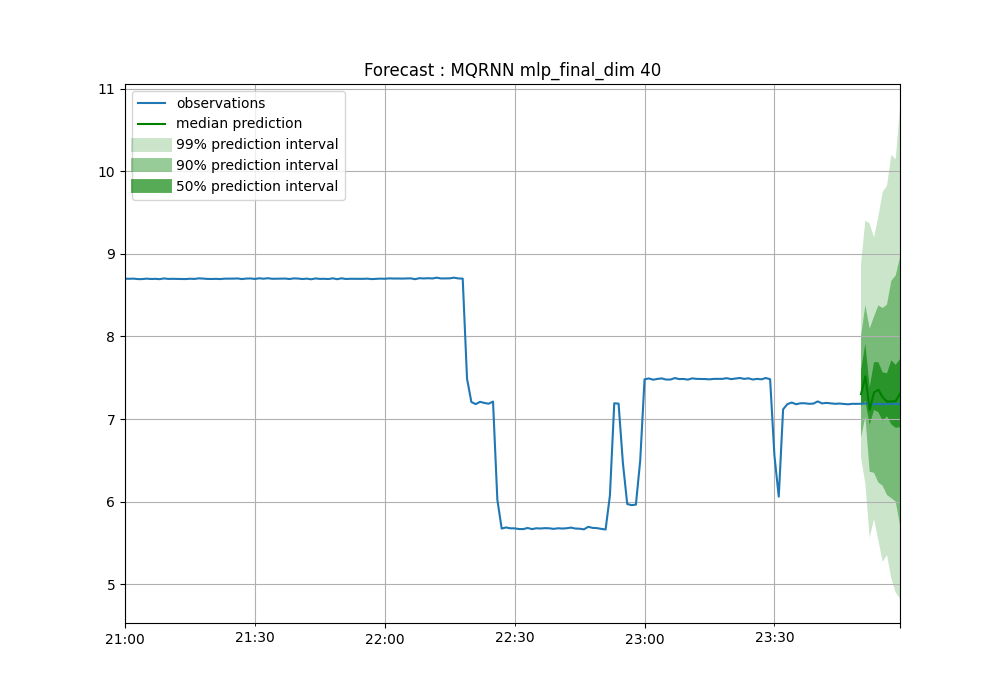 Forecast : MQRNN mlp_final_dim 40
observations
median prediction
99% prediction interval
90% prediction interval
50% prediction interval
11
10
9
8
7
6
5
21:00
21:30
22:00
22:30
23:00
23:30